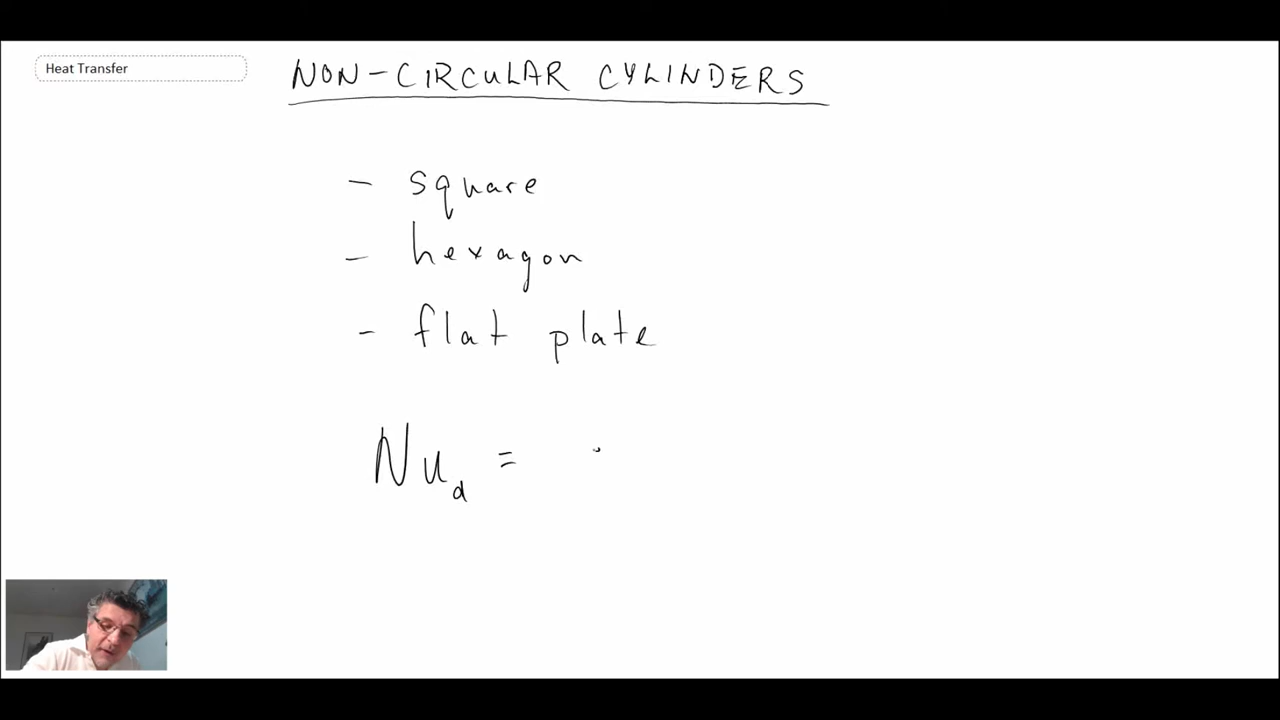 Heat Transfer
NON-CIRCULAR CYLINDERS
- square
- hexagon
- flat plate
Nu_d =